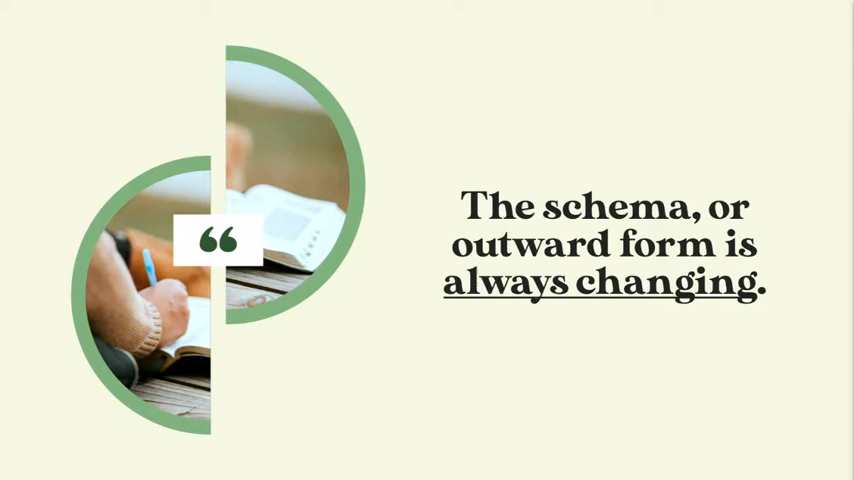 “
The schema, or
outward form is
always changing.